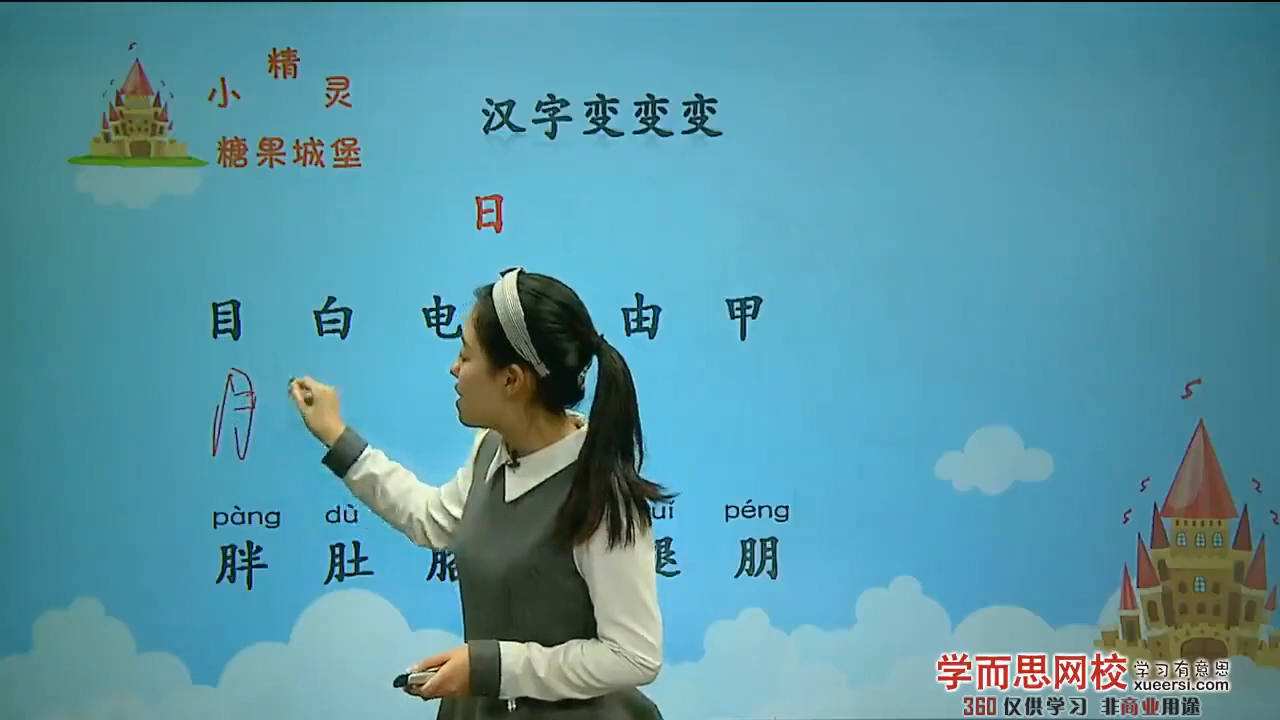 小精灵
糖果城堡
汉字变变变
日
目 白 电 由 甲
月
pàng dù péng
胖 肚 朋
学而思网校 学习有意思
xueersi.com
360 仅供学习 非商业用途